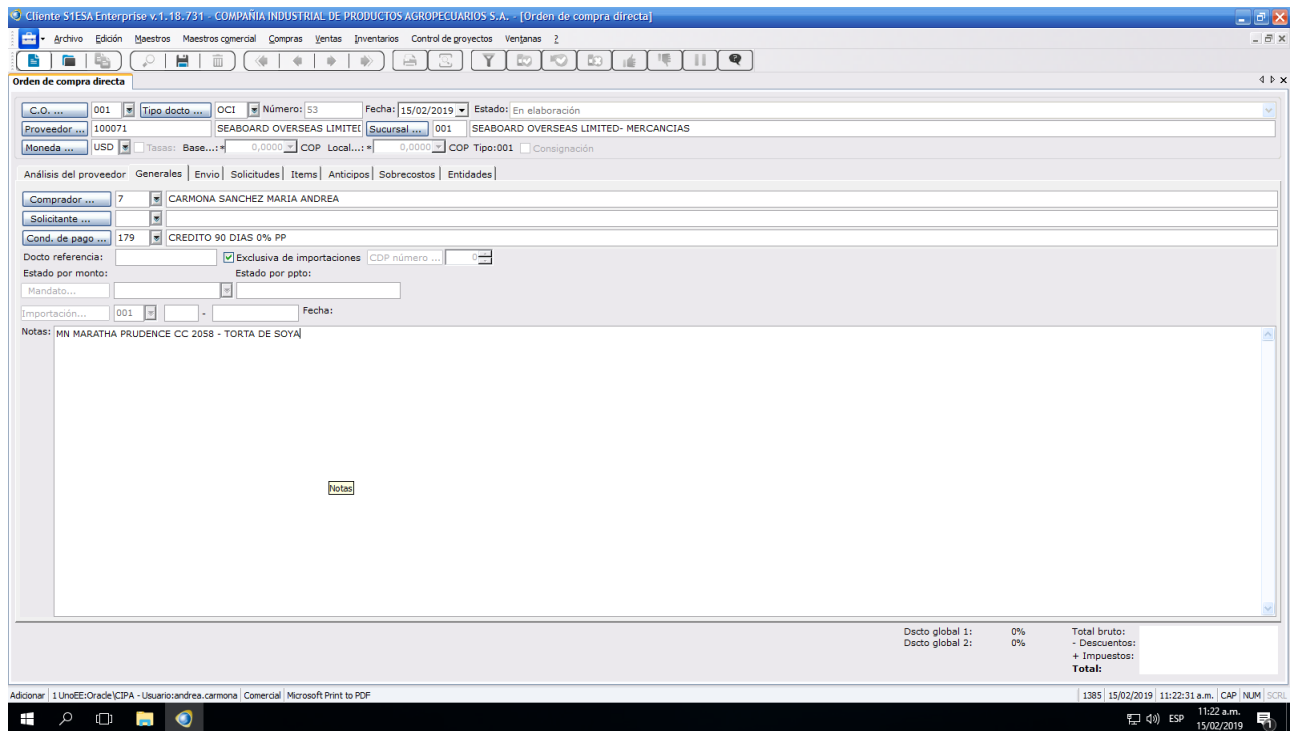 Cliente S1ESA Enterprise v.1.18.731 - COMPAÑIA INDUSTRIAL DE PRODUCTOS AGROPECUARIOS S.A. - [Orden de compra directa]
Archivo Edición Maestros Maestros comercial Compras Ventas Inventarios Control de proyectos Ventanas ?
Orden de compra directa
C.O. ... 001 Tipo docto ... OCI Número: 53 Fecha: 15/02/2019 Estado: En elaboración
Proveedor ... 100071 SEABOARD OVERSEAS LIMITED Sucursal ... 001 SEABOARD OVERSEAS LIMITED- MERCANCIAS
Moneda ... USD Tasas: Base...:* 0,0000 COP Local...: * 0,0000 COP Tipo:001 Consignación
Análisis del proveedor Generales Envio Solicitudes Items Anticipos Sobrecostos Entidades
Comprador ... 7 CARMONA SANCHEZ MARIA ANDREA
Solicitante ...
Cond. de pago ... 179 CREDITO 90 DIAS 0% PP
Docto referencia: Exclusiva de importaciones CDP número ... 0
Estado por monto: Estado por ppto:
Mandato...
Importación... 001 - Fecha:
Notas: MN MARATHA PRUDENCE CC 2058 - TORTA DE SOYA
Notas
Dscto global 1: 0% Total bruto:
Dscto global 2: 0% - Descuentos:
+ Impuestos:
Total:
Adicionar 1 UnoEE:Oracle\CIPA - Usuario:andrea.carmona Comercial Microsoft Print to PDF 1385 15/02/2019 11:22:31 a.m. CAP NUM SCRL
ESP 11:22 a.m.
15/02/2019